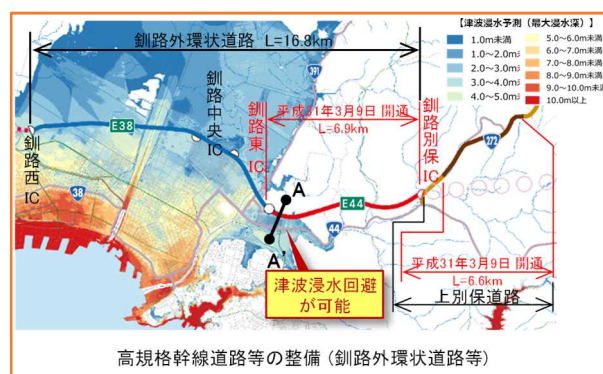 【津波浸水予測（最大浸水深）】
1.0m未満
1.0～2.0m未
2.0～3.0m未
3.0～4.0m未
4.0～5.0m未
5.0～6.0m未満
6.0～7.0m未満
7.0～8.0m未満
8.0～9.0m未満
9.0～10.0m未満
10.0m以上
釧路外環状道路 L=16.8km
391
平成31年3月9日 開通
L=6.9km
釧路西IC
釧路中央IC
釧路東IC
釧路別保IC
272
E38
38
A
A'
E44
44
津波浸水回避
が可能
平成31年3月9日 開通
L=6.6km
上別保道路
高規格幹線道路等の整備（釧路外環状道路等）